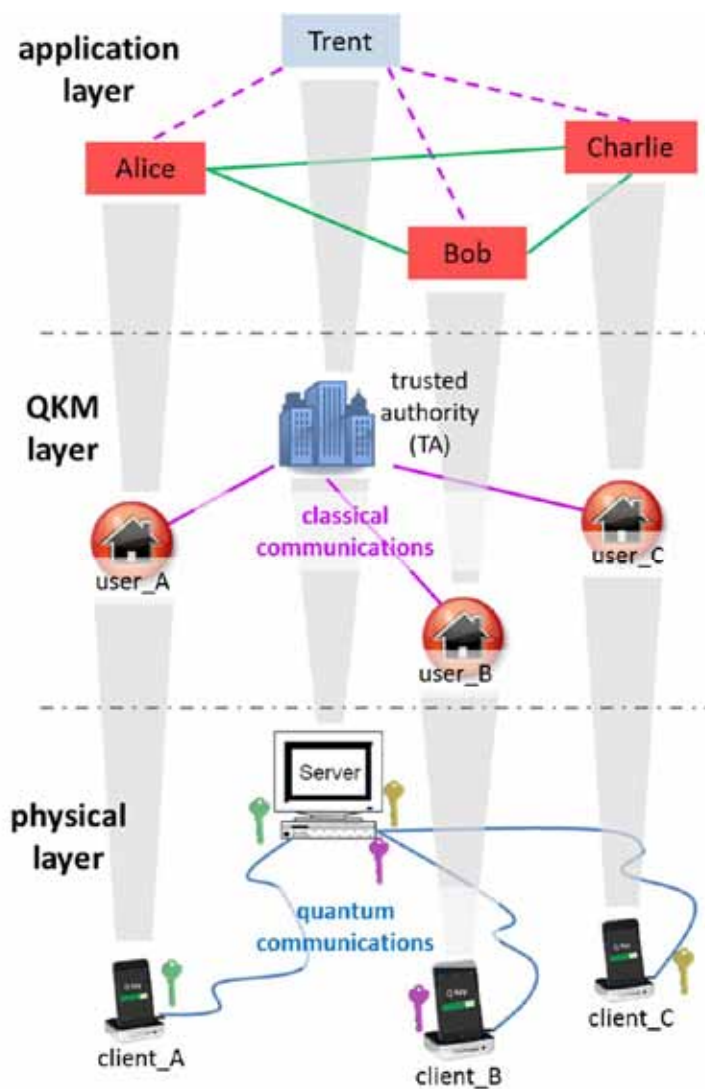 Trent
application
layer
Alice
Charlie
Bob
QKM
layer
trusted
authority
(TA)
classical
communications
user_A
user_C
user_B
Server
physical
layer
quantum
communications
client_A
client_B
client_C